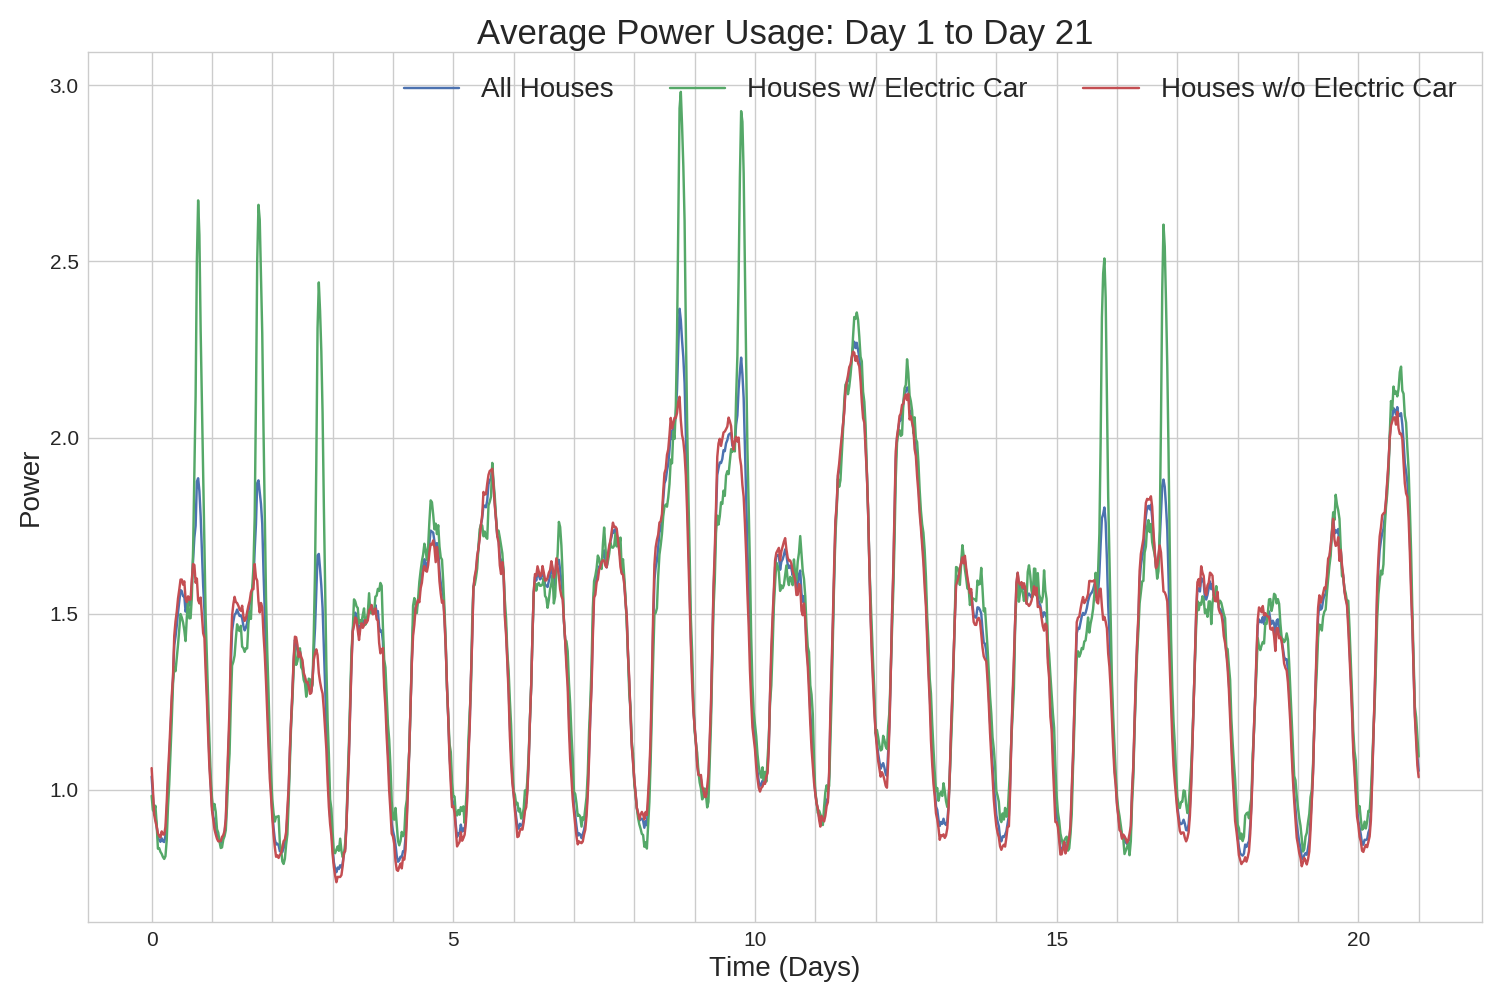 Average Power Usage: Day 1 to Day 21
All Houses Houses w/ Electric Car Houses w/o Electric Car
3.0
2.5
2.0
1.5
1.0
Power
0 5 10 15 20
Time (Days)